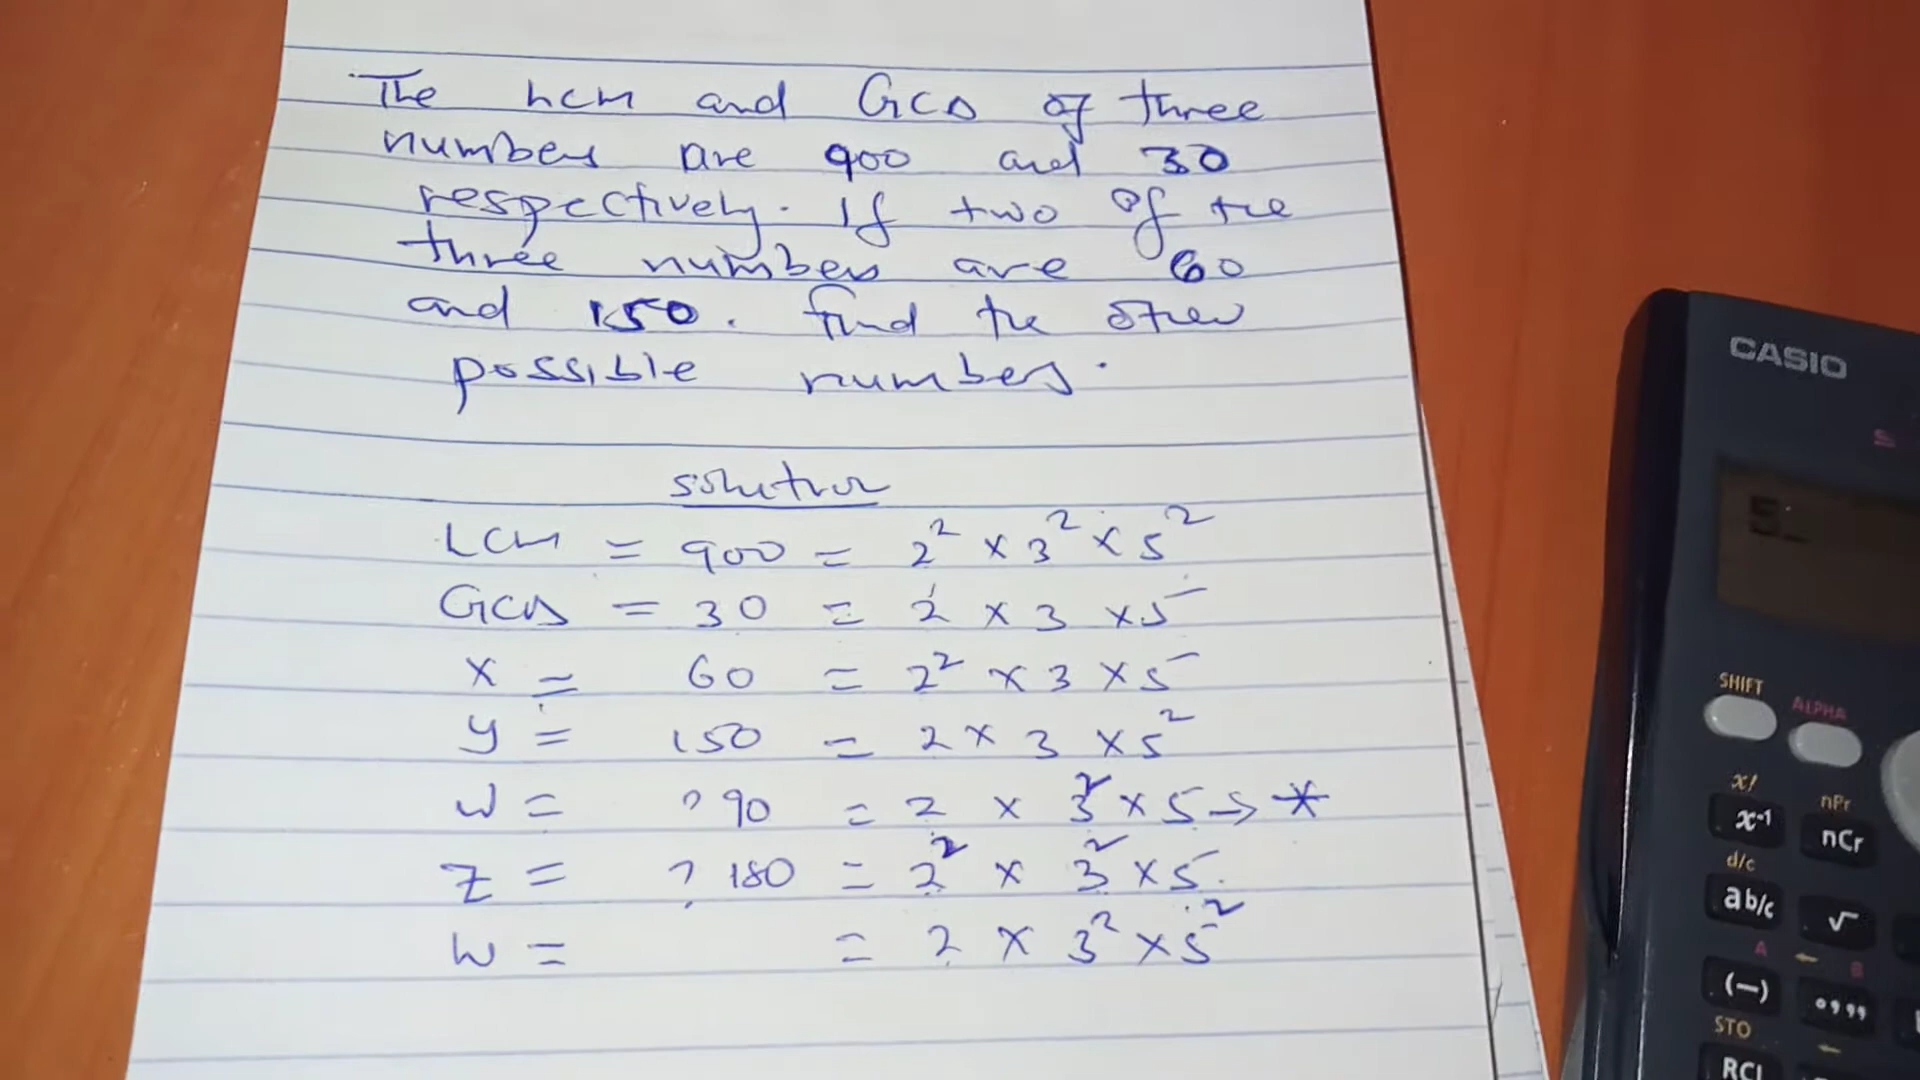 The LCM and GCD of three
numbers are 900 and 30
respectively. If two of the
three numbers are 60
and 150. find the other
possible numbers.
solution
LCM = 900 = 2² × 3² × 5²
GCD = 30 = 2 × 3 × 5
X = 60 = 2² × 3 × 5
y = 150 = 2 × 3 × 5²
W = ? 90 = 2 × 3² × 5 → *
Z = ? 180 = 2² × 3² × 5
W = = 2 × 3² × 5²
CASIO
S
5
SHIFT
ALPHA
x!
nPr
x-1
nCr
d/c
ab/c
√
A
B
(−)
STO
RCL